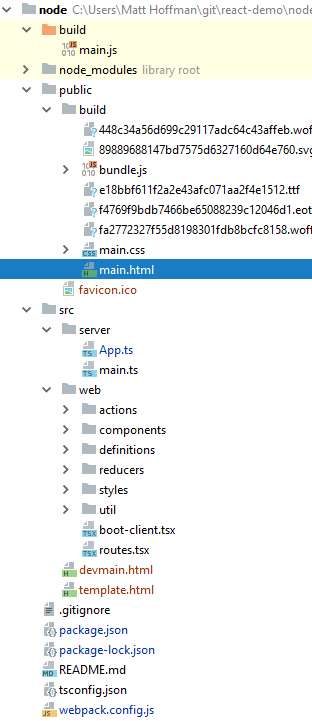 node C:\Users\Matt Hoffman\git\react-demo\node
build
main.js
node_modules library root
public
build
448c34a56d699c29117adc64c43affeb.wof
89889688147bd7575d6327160d64e760.svg
bundle.js
e18bbf611f2a2e43afc071aa2f4e1512.ttf
f4769f9bdb7466be65088239c12046d1.eot
fa2772327f55d8198301fdb8bcfc8158.woff
main.css
main.html
favicon.ico
src
server
App.ts
main.ts
web
actions
components
definitions
reducers
styles
util
boot-client.tsx
routes.tsx
devmain.html
template.html
.gitignore
package.json
package-lock.json
README.md
tsconfig.json
webpack.config.js